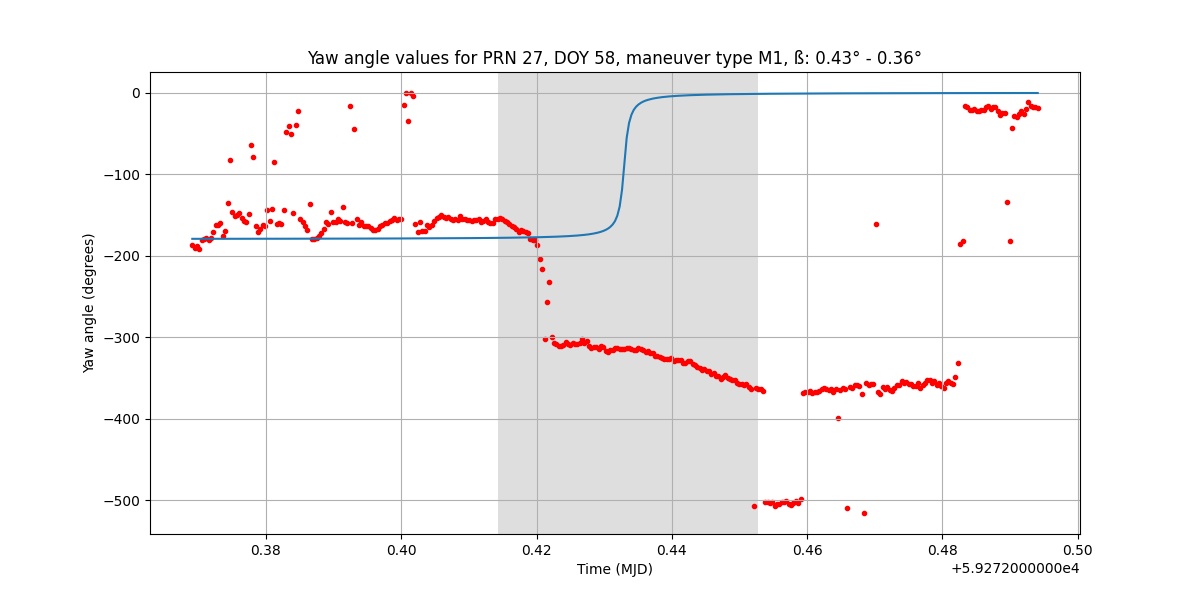 Yaw angle values for PRN 27, DOY 58, maneuver type M1, ß: 0.43° - 0.36°
Yaw angle (degrees)
0
−100
−200
−300
−400
−500
0.38 0.40 0.42 0.44 0.46 0.48 0.50
Time (MJD)
+5.9272000000e4